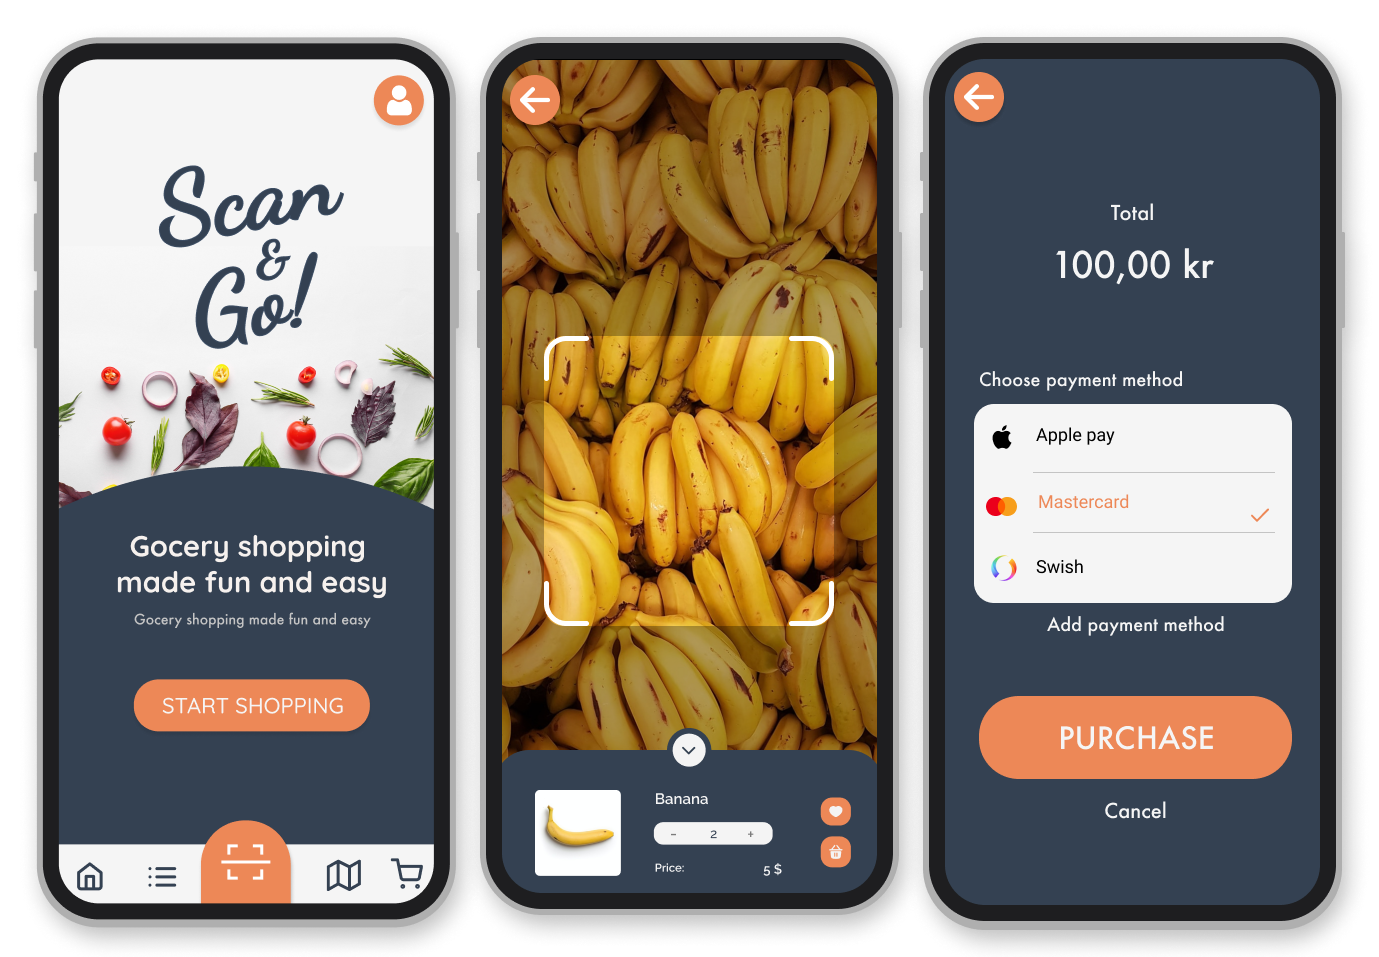 Scan
&
Go!
Gocery shopping
made fun and easy
Gocery shopping made fun and easy
START SHOPPING
Banana
- 2 +
Price: 5 $
Total
100,00 kr
Choose payment method
Apple pay
Mastercard
Swish
Add payment method
PURCHASE
Cancel